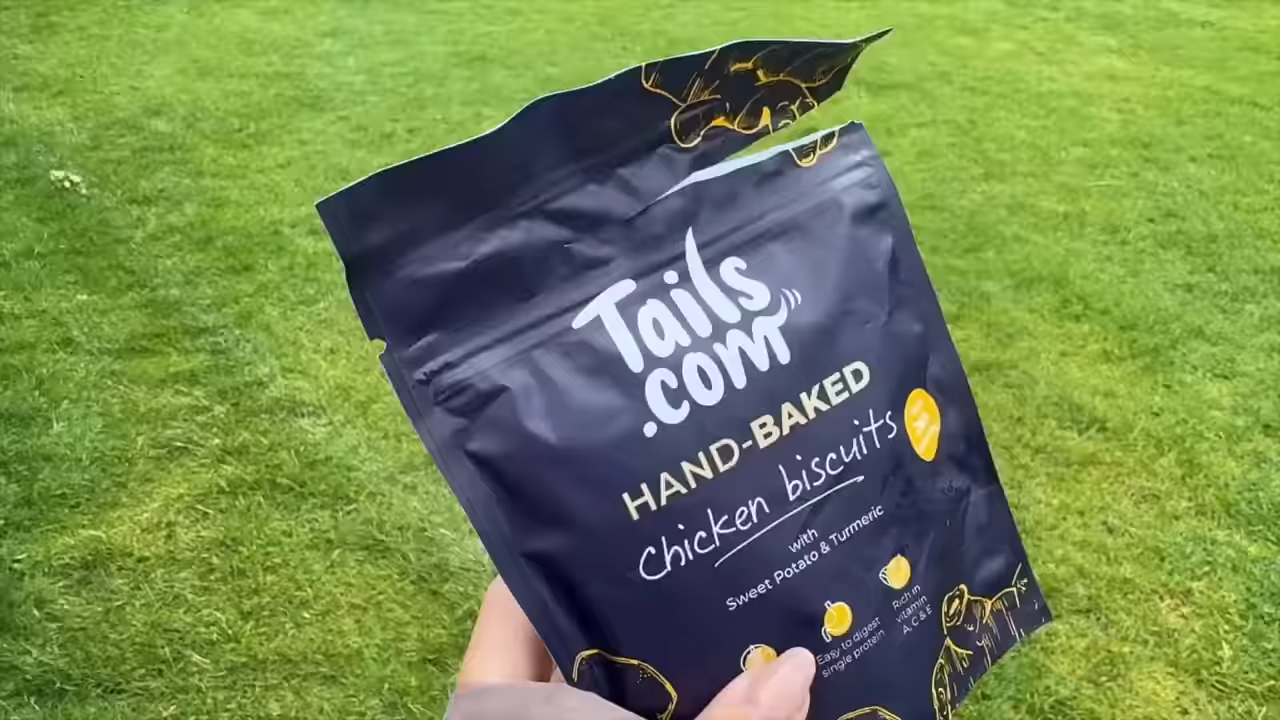 Tails
.com
HAND-BAKED
chicken biscuits
with
Sweet Potato & Turmeric
Easy to digest
single protein
Rich in
vitamin
A, C & E